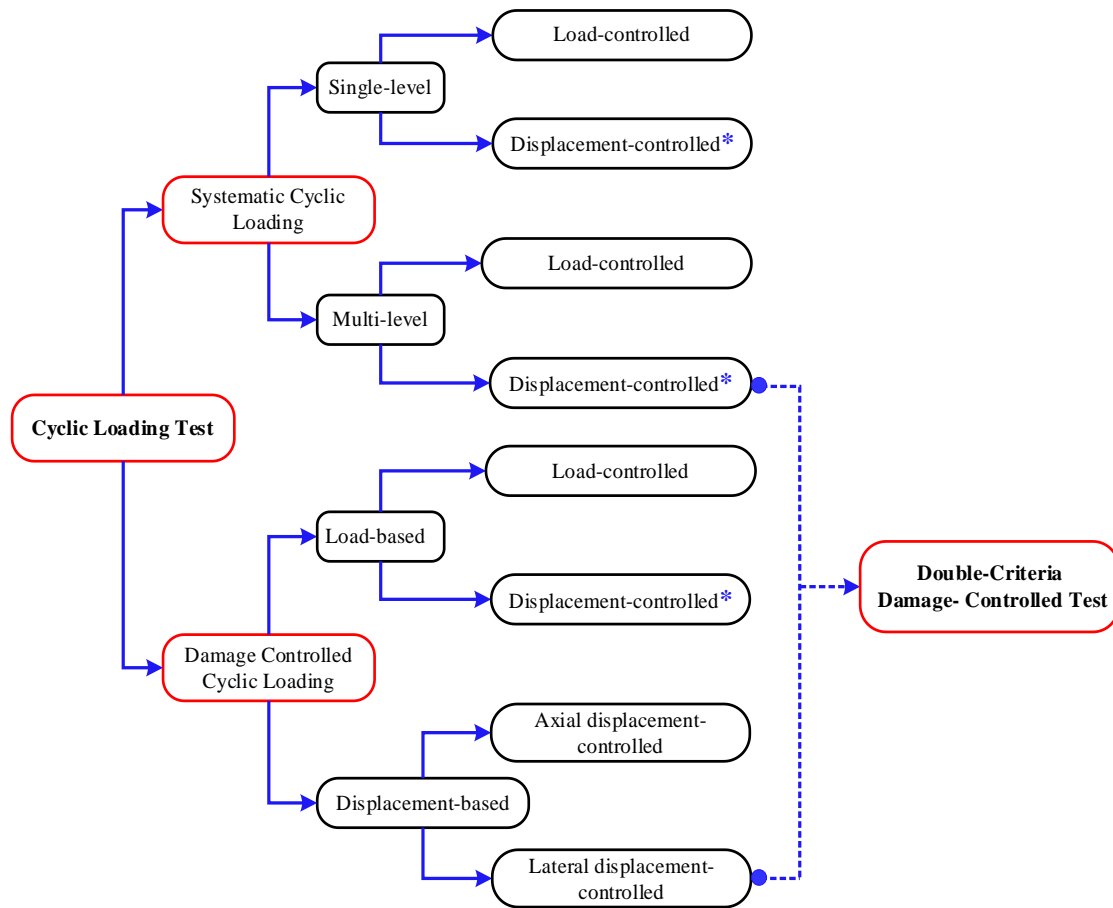 Load-controlled
Single-level
Displacement-controlled*
Systematic Cyclic
Loading
Load-controlled
Multi-level
Displacement-controlled*
Cyclic Loading Test
Load-controlled
Load-based
Displacement-controlled*
Double-Criteria
Damage- Controlled Test
Damage Controlled
Cyclic Loading
Axial displacement-
controlled
Displacement-based
Lateral displacement-
controlled